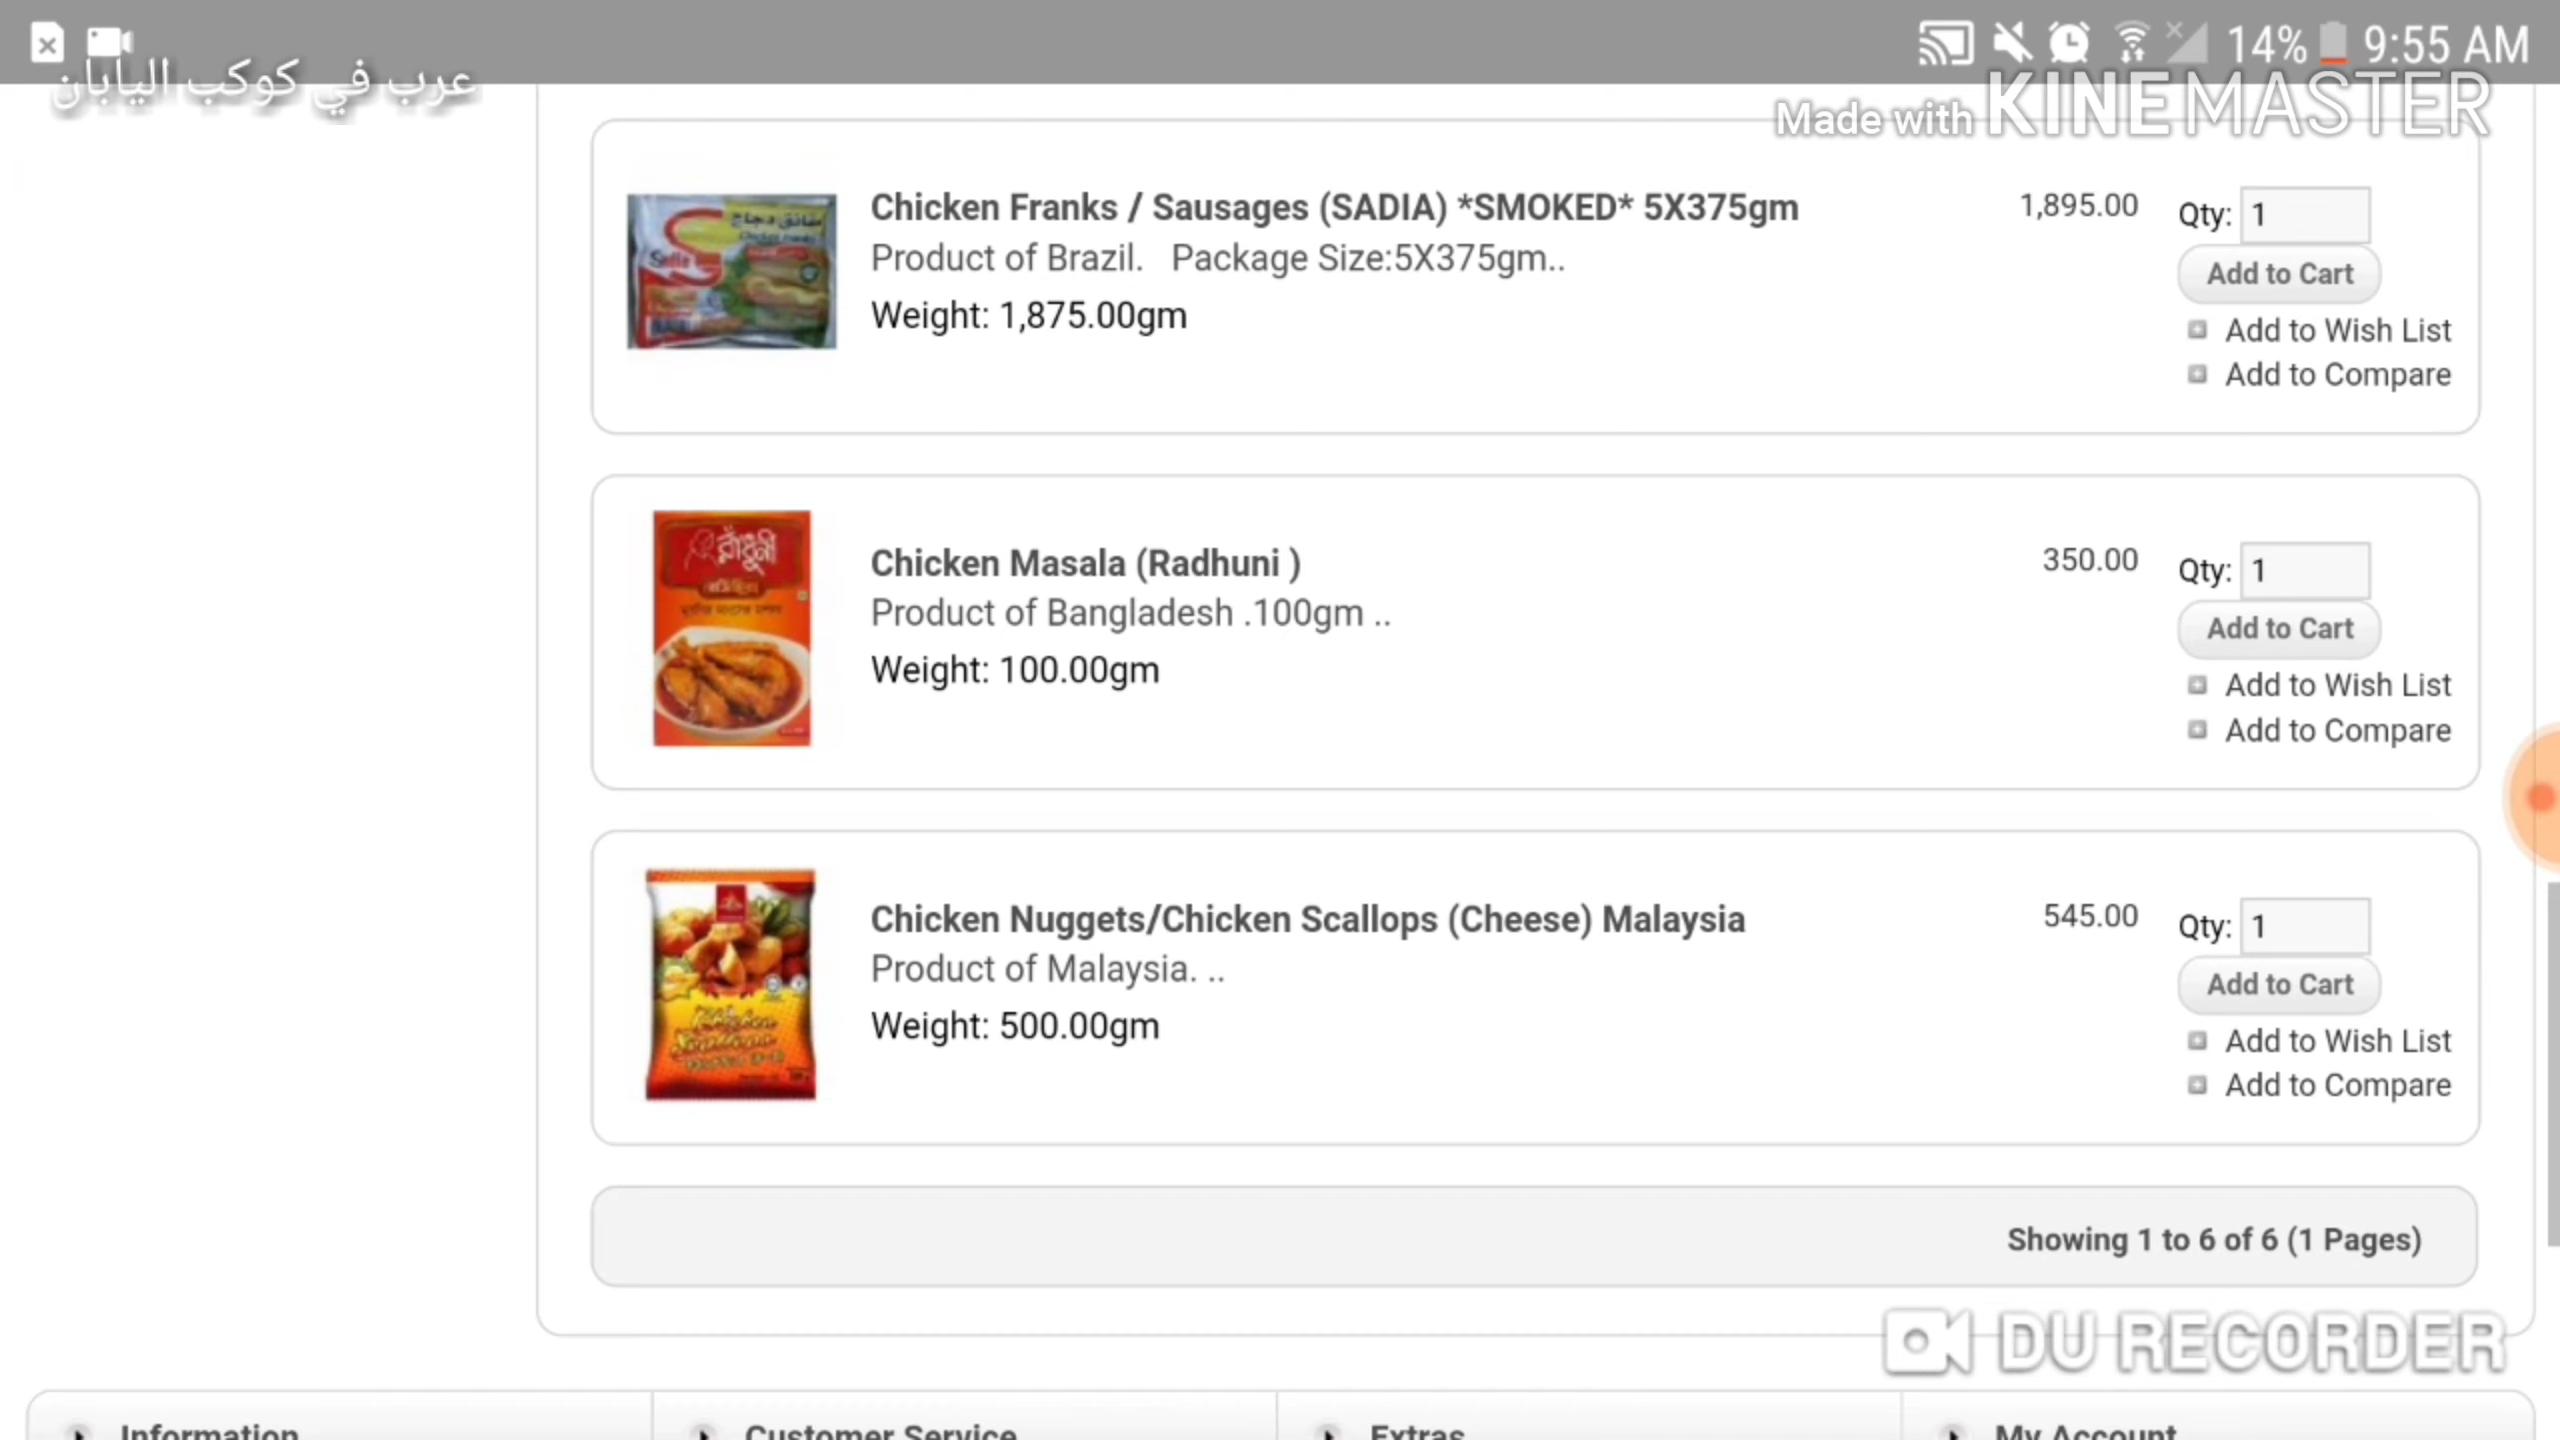 14% 9:55 AM
عرب في كوكب اليابان
Made with KINEMASTER
Chicken Franks / Sausages (SADIA) *SMOKED* 5X375gm
1,895.00
Qty: 1
Product of Brazil. Package Size:5X375gm..
Add to Cart
Weight: 1,875.00gm
Add to Wish List
Add to Compare
রাঁধুনী
Chicken Masala (Radhuni )
350.00
Qty: 1
Product of Bangladesh .100gm ..
Add to Cart
Weight: 100.00gm
Add to Wish List
Add to Compare
Chicken Nuggets/Chicken Scallops (Cheese) Malaysia
545.00
Qty: 1
Product of Malaysia. ..
Add to Cart
Weight: 500.00gm
Add to Wish List
Add to Compare
Showing 1 to 6 of 6 (1 Pages)
DU RECORDER
Information
Customer Service
Extras
My Account